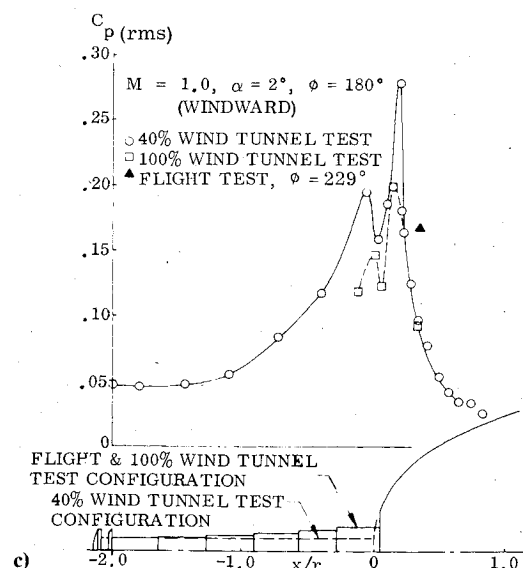 C p (rms)
.30
M = 1.0, α = 2°, φ = 180°
(WINDWARD)
.25
○ 40% WIND TUNNEL TEST
□ 100% WIND TUNNEL TEST
▲ FLIGHT TEST, φ = 229°
.20
.15
.10
.05
0
FLIGHT & 100% WIND TUNNEL
TEST CONFIGURATION
40% WIND TUNNEL TEST
CONFIGURATION
c) -2.0 -1.0 x/r 0 1.0